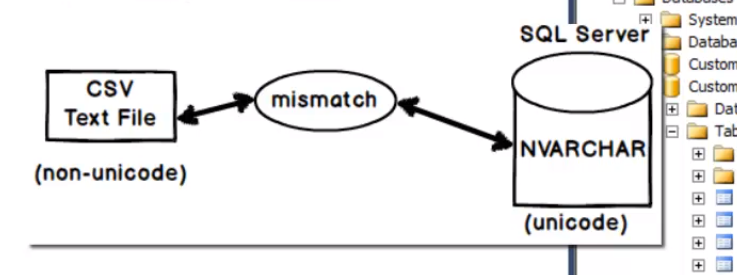 Databases
System
Databa
Custom
Custom
Dat
Tab
SQL Server
CSV
Text File
mismatch
NVARCHAR
(non-unicode)
(unicode)